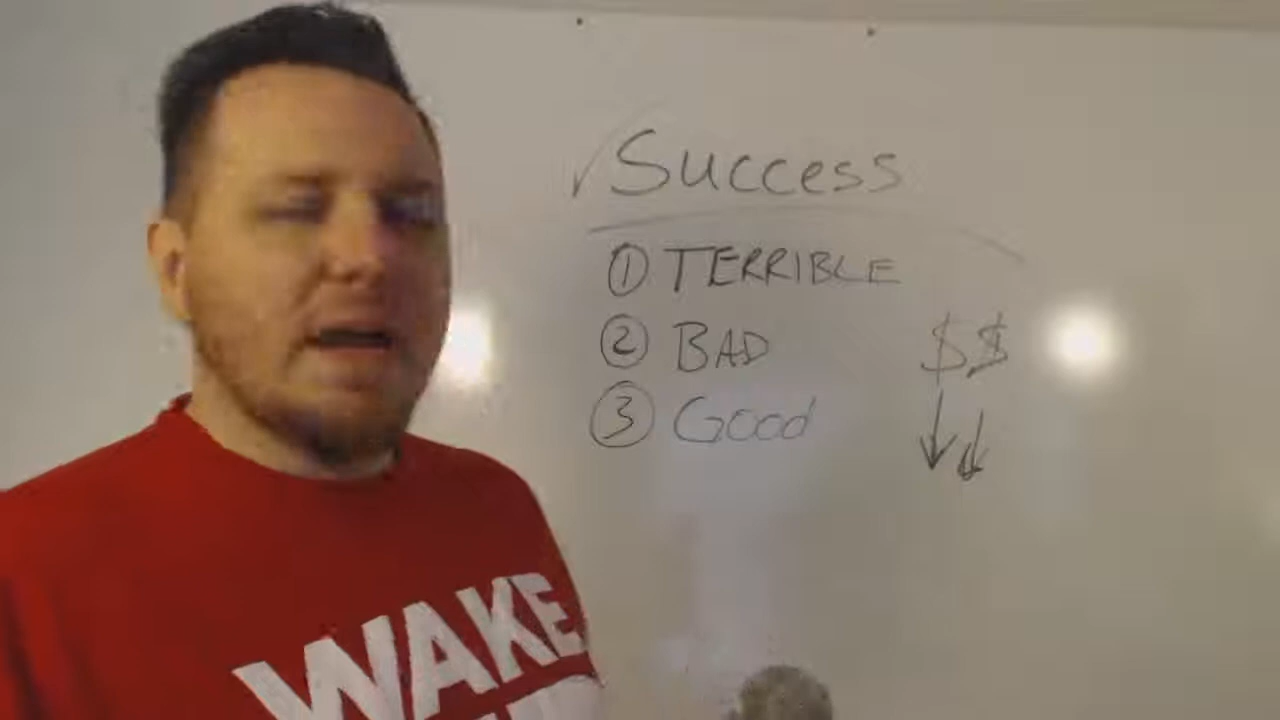 Success
① TERRIBLE
② BAD
$$
③ Good
WAKE